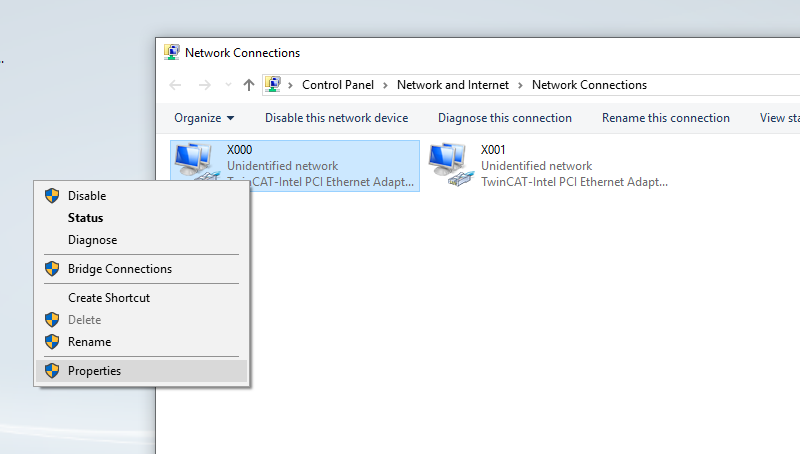 ..
Network Connections
Control Panel > Network and Internet > Network Connections
Organize Disable this network device Diagnose this connection Rename this connection View sta
X000
Unidentified network
TwinCAT-Intel PCI Ethernet Adapt...
X001
Unidentified network
TwinCAT-Intel PCI Ethernet Adapt...
Disable
Status
Diagnose
Bridge Connections
Create Shortcut
Delete
Rename
Properties